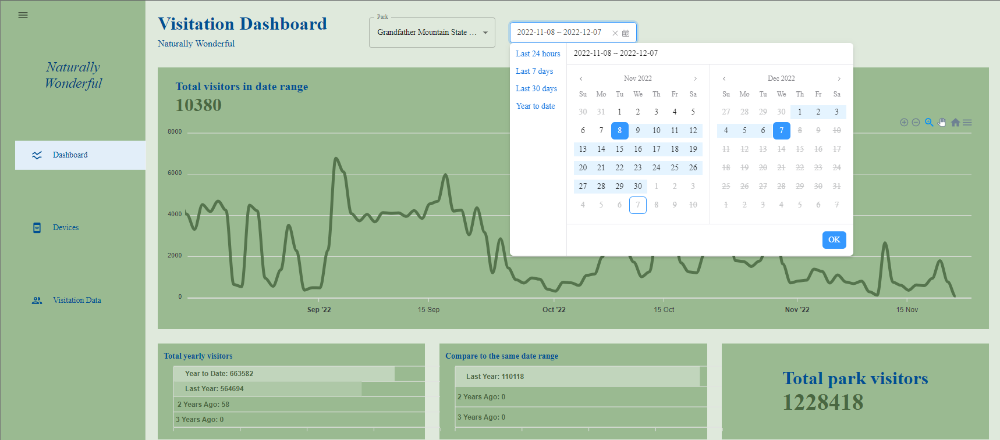 Visitation Dashboard
Naturally Wonderful
Park
Grandfather Mountain State ...
2022-11-08 ~ 2022-12-07
Naturally
Wonderful
Dashboard
Devices
Visitation Data
Last 24 hours
Last 7 days
Last 30 days
Year to date
2022-11-08 ~ 2022-12-07
Nov 2022
Su Mo Tu We Th Fr Sa
30 31 1 2 3 4 5
6 7 8 9 10 11 12
13 14 15 16 17 18 19
20 21 22 23 24 25 26
27 28 29 30 1 2 3
4 5 6 7 8 9 10
Dec 2022
Su Mo Tu We Th Fr Sa
27 28 29 30 1 2 3
4 5 6 7 8 9 10
11 12 13 14 15 16 17
18 19 20 21 22 23 24
25 26 27 28 29 30 31
1 2 3 4 5 6 7
OK
Total visitors in date range
10380
8000
6000
4000
2000
0
Sep '22 15 Sep Oct '22 15 Oct Nov '22 15 Nov
Total yearly visitors
Year to Date: 663582
Last Year: 564694
2 Years Ago: 58
3 Years Ago: 0
Compare to the same date range
Last Year: 110118
2 Years Ago: 0
3 Years Ago: 0
Total park visitors
1228418